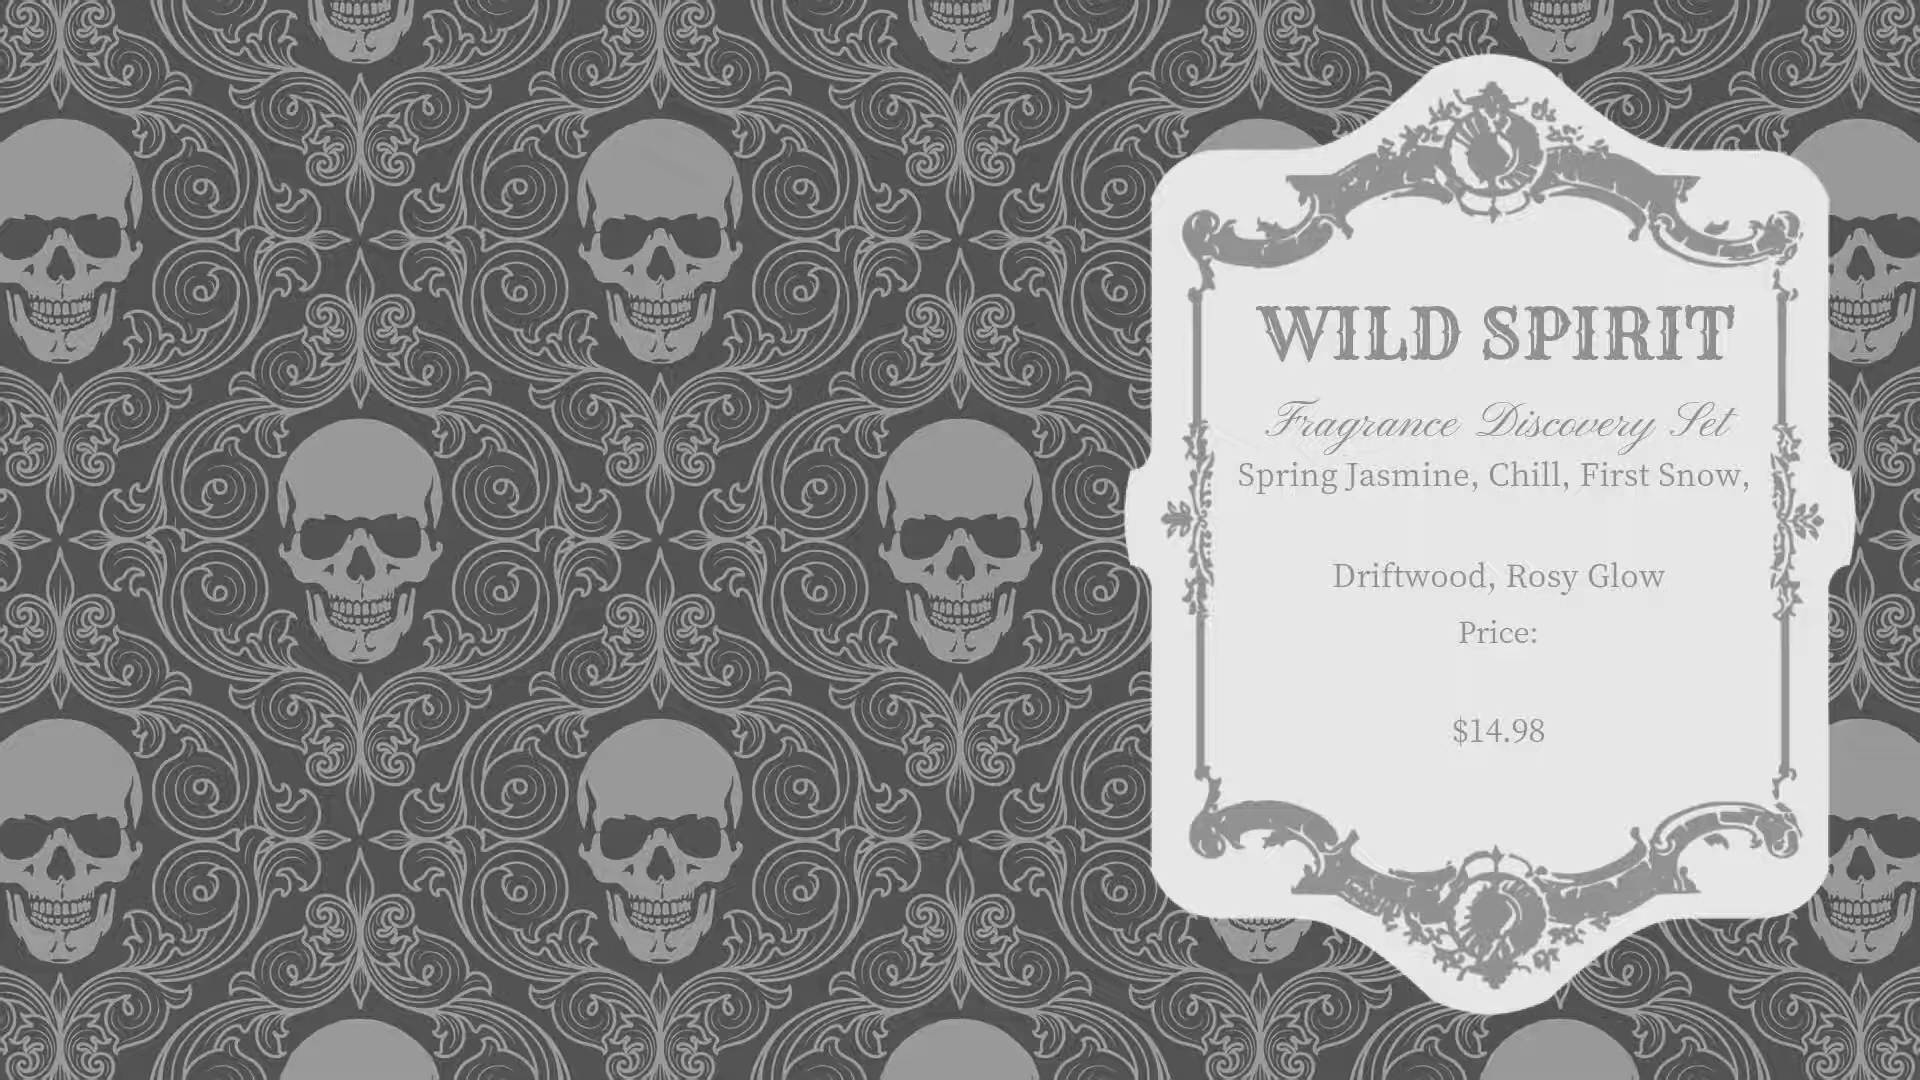 WILD SPIRIT
Fragrance Discovery Set
Spring Jasmine, Chill, First Snow,
Driftwood, Rosy Glow
Price:
$14.98